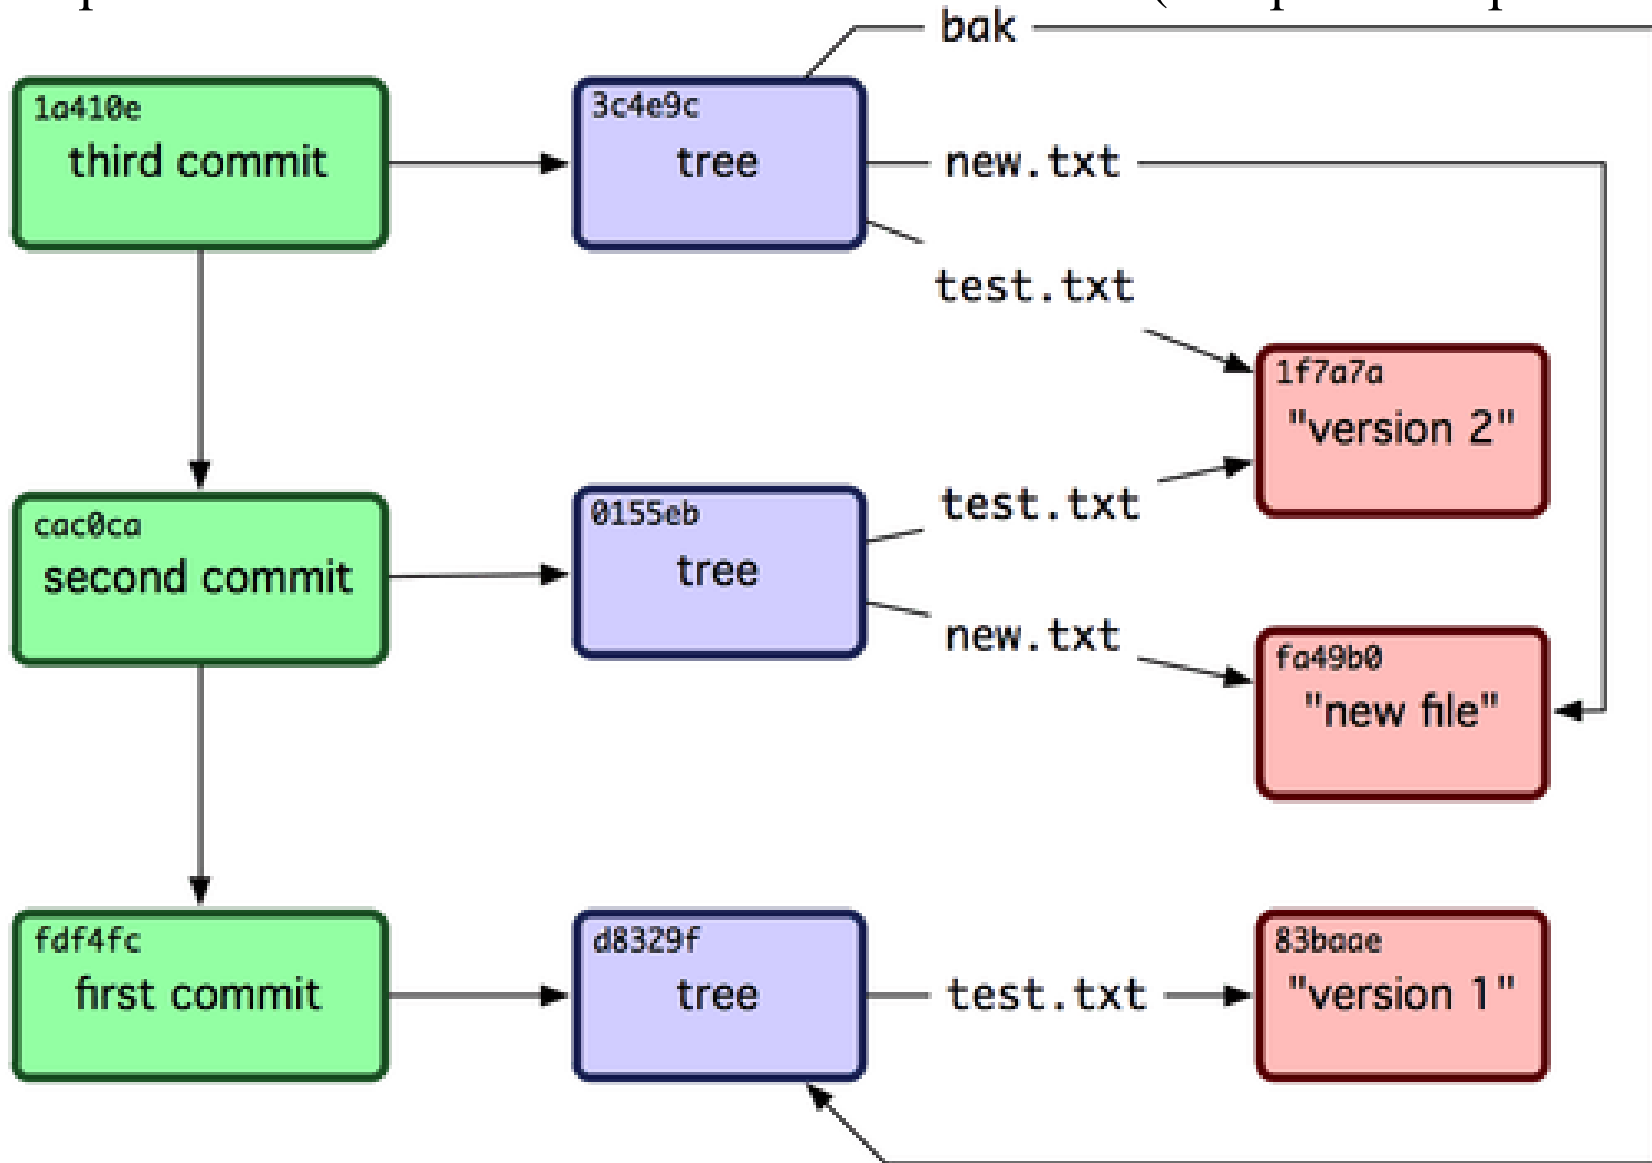 bak
1a410e
third commit
3c4e9c
tree
new.txt
test.txt
1f7a7a
"version 2"
cac0ca
second commit
0155eb
tree
test.txt
new.txt
fa49b0
"new file"
fdf4fc
first commit
d8329f
tree
test.txt
83baae
"version 1"